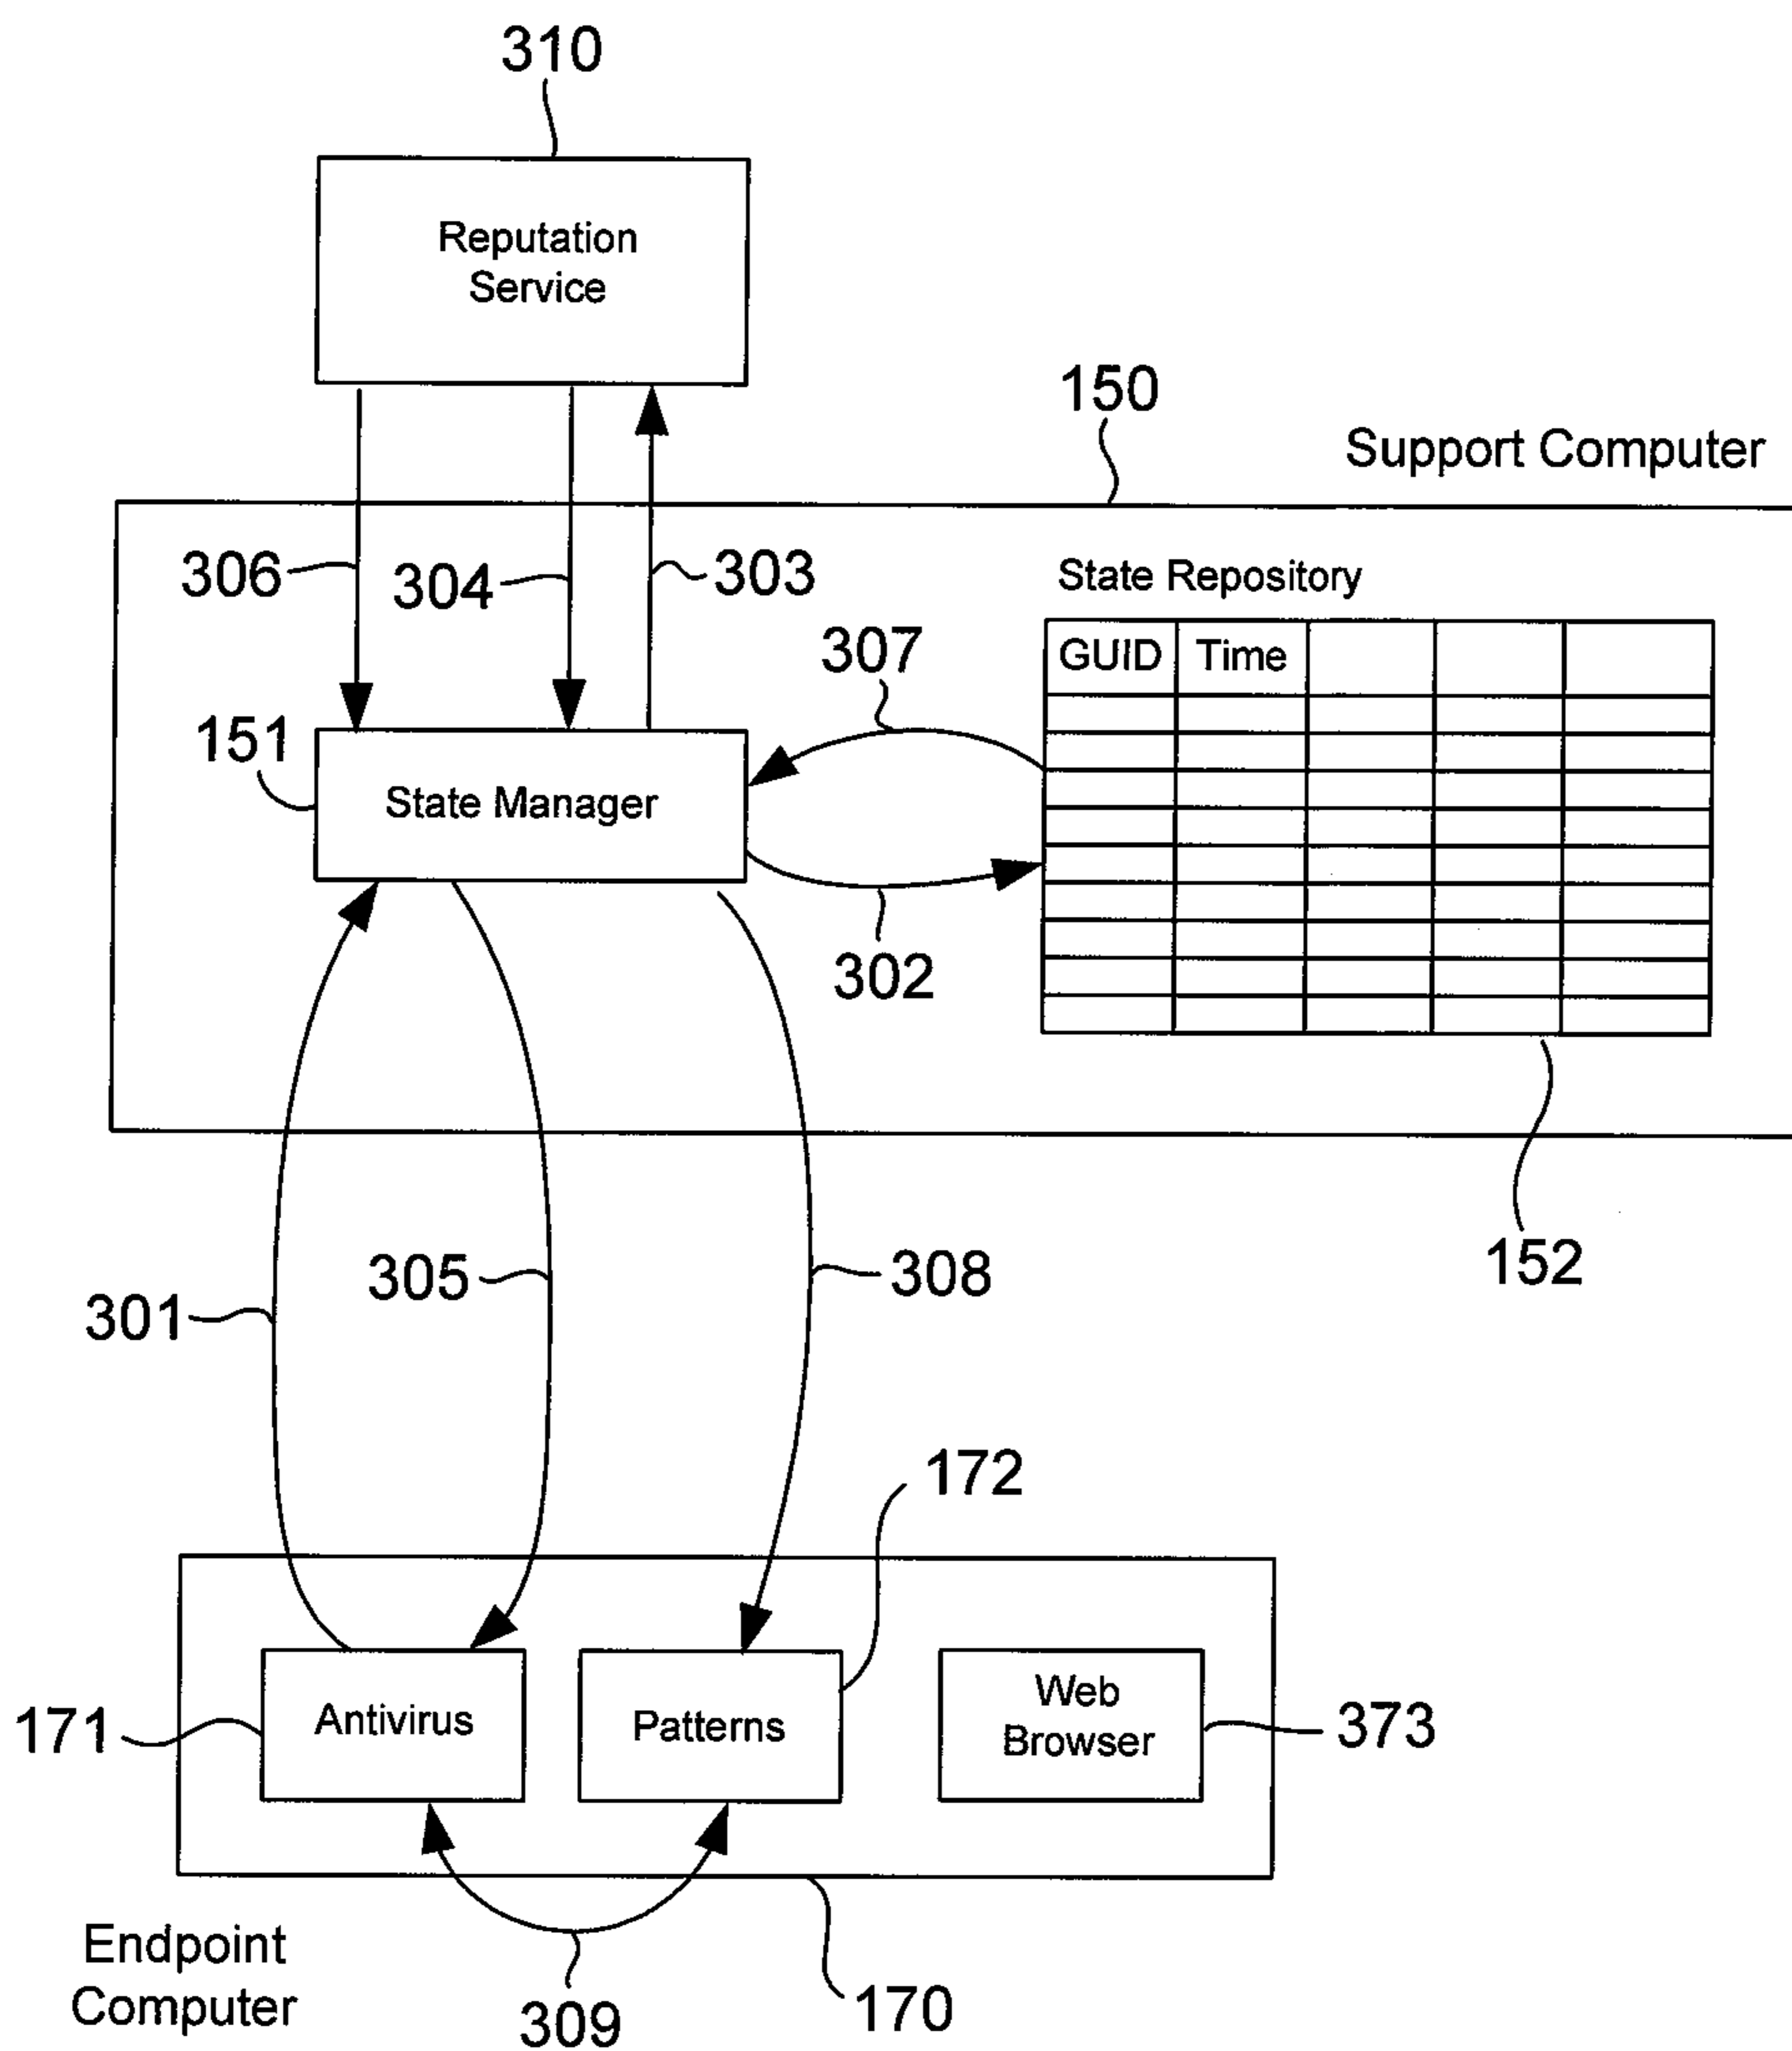 310
Reputation
Service
150
Support Computer
306
304
303
State Repository
307
GUID Time
151
State Manager
302
152
301
305
308
172
171
Antivirus
Patterns
Web
Browser
373
Endpoint
Computer
309
170